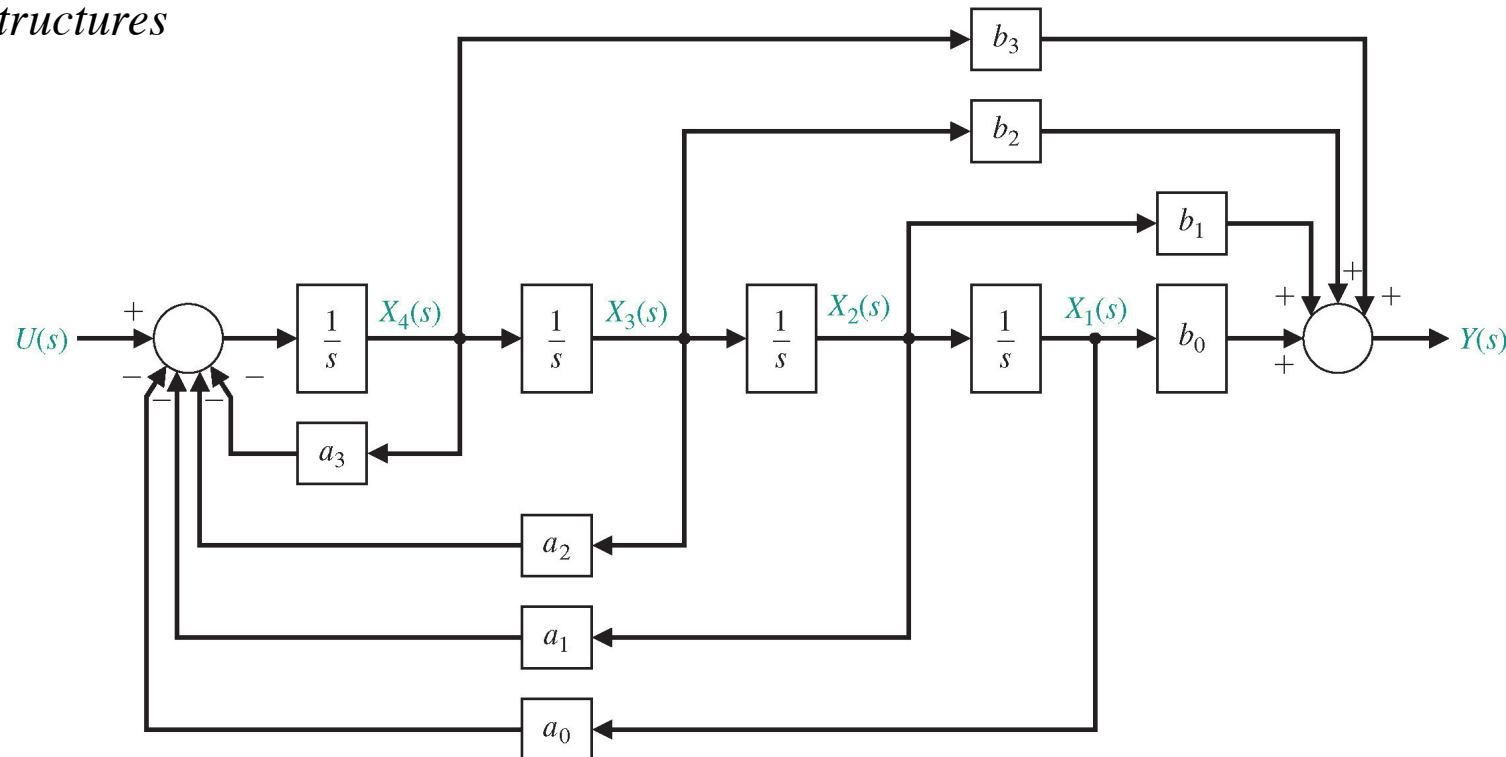 tructures
b₃
b₂
b₁
+ + +
U(s) + 1/s X₄(s) 1/s X₃(s) 1/s X₂(s) 1/s X₁(s) b₀ + Y(s)
− − − −
a₃
a₂
a₁
a₀